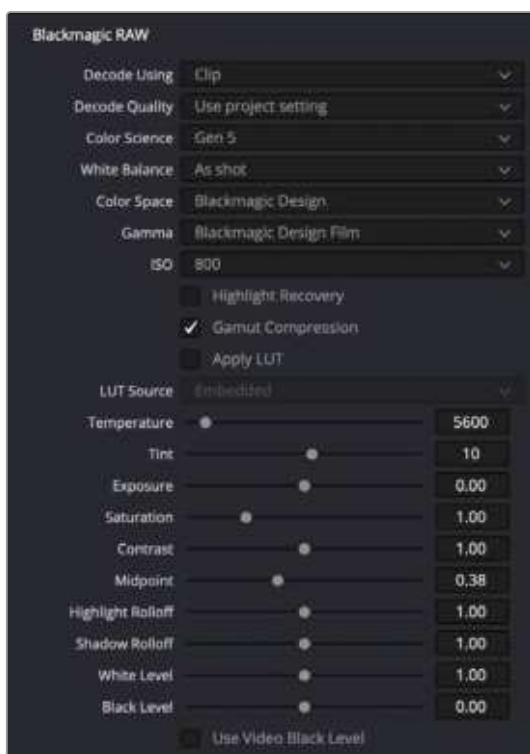 Blackmagic RAW
Decode Using Clip
Decode Quality Use project setting
Color Science Gen 5
White Balance As shot
Color Space Blackmagic Design
Gamma Blackmagic Design Film
ISO 800
Highlight Recovery
Gamut Compression
Apply LUT
LUT Source Embedded
Temperature 5600
Tint 10
Exposure 0.00
Saturation 1.00
Contrast 1.00
Midpoint 0.38
Highlight Rolloff 1.00
Shadow Rolloff 1.00
White Level 1.00
Black Level 0.00
Use Video Black Level